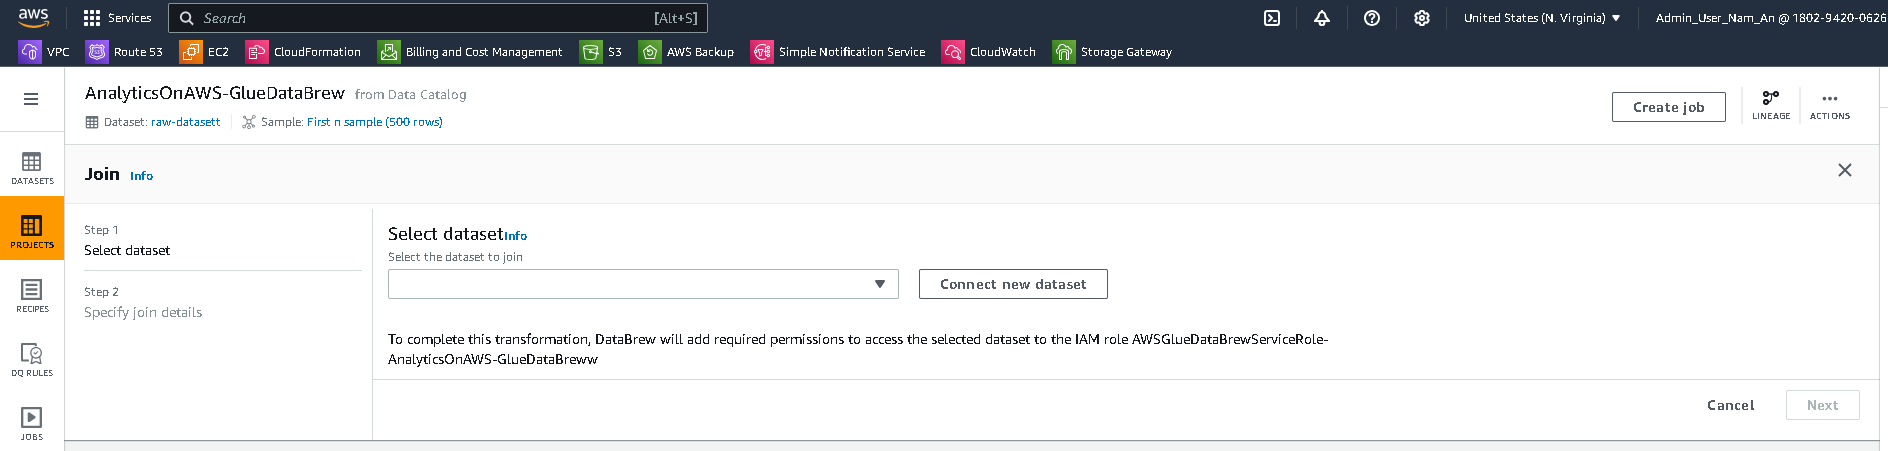 aws Services Search [Alt+S] United States (N. Virginia) ▼ Admin_User_Nam_An @ 1802-9420-0626
VPC Route 53 EC2 CloudFormation Billing and Cost Management S3 AWS Backup Simple Notification Service CloudWatch Storage Gateway
AnalyticsOnAWS-GlueDataBrew from Data Catalog
Dataset: raw-datasett Sample: First n sample (500 rows)
Create job
LINEAGE
ACTIONS
DATASETS
PROJECTS
RECIPES
DQ RULES
JOBS
Join Info
Step 1
Select dataset
Step 2
Specify join details
Select dataset Info
Select the dataset to join
Connect new dataset
To complete this transformation, DataBrew will add required permissions to access the selected dataset to the IAM role AWSGlueDataBrewServiceRole-
AnalyticsOnAWS-GlueDataBreww
Cancel Next